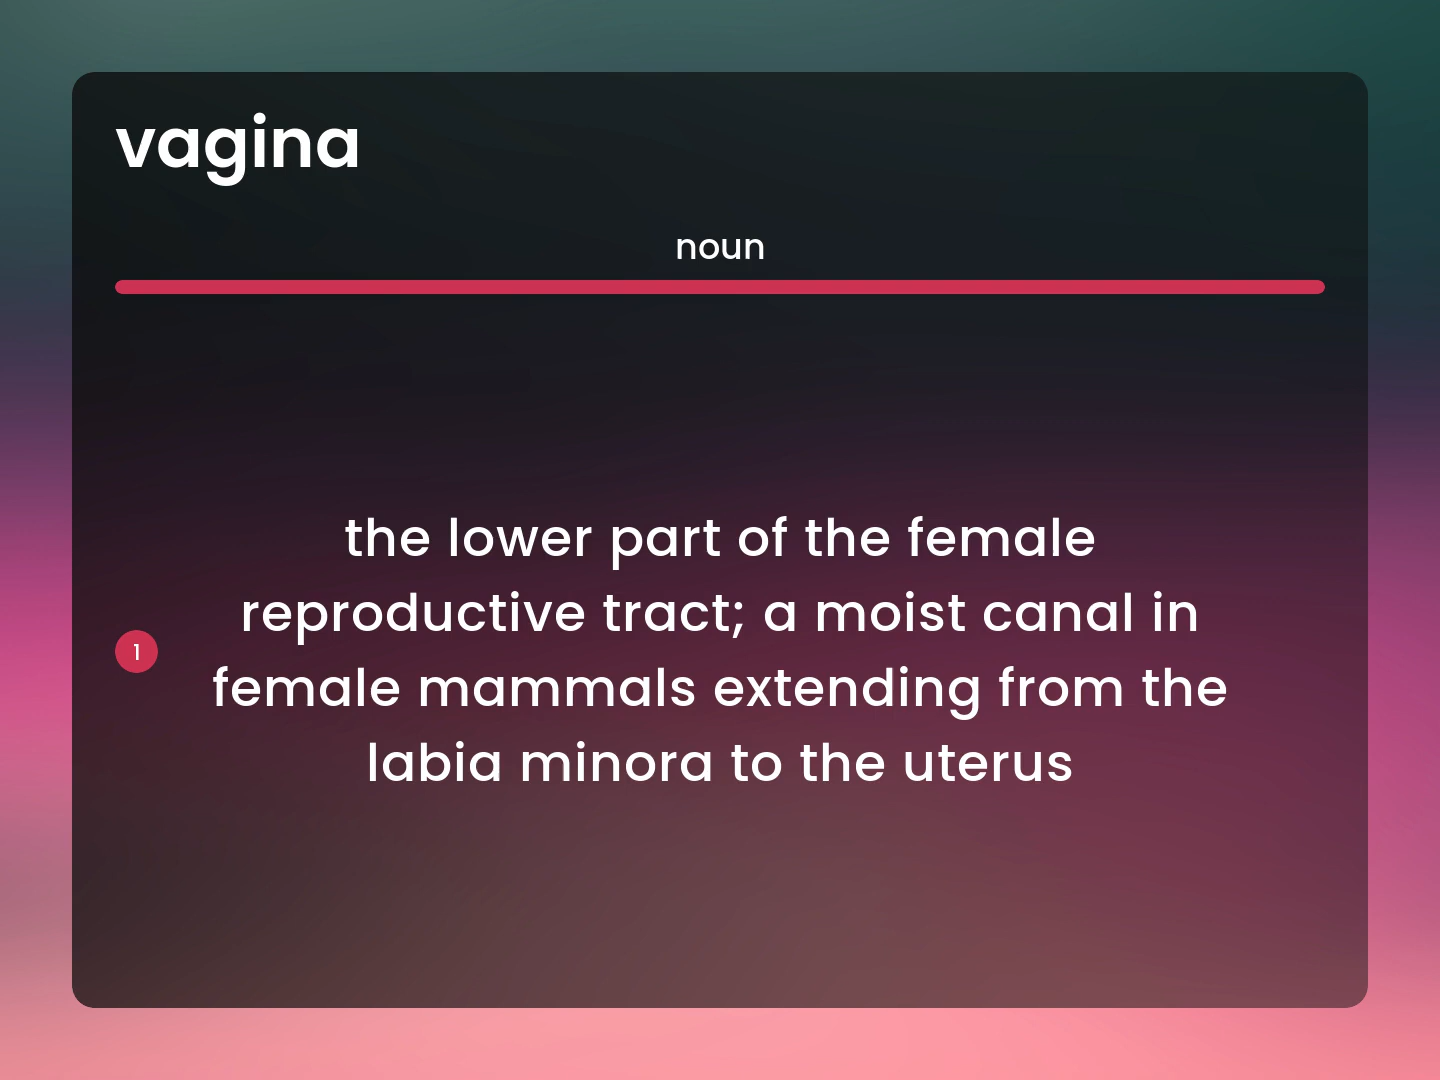 vagina
noun
the lower part of the female
reproductive tract; a moist canal in
1
female mammals extending from the
labia minora to the uterus